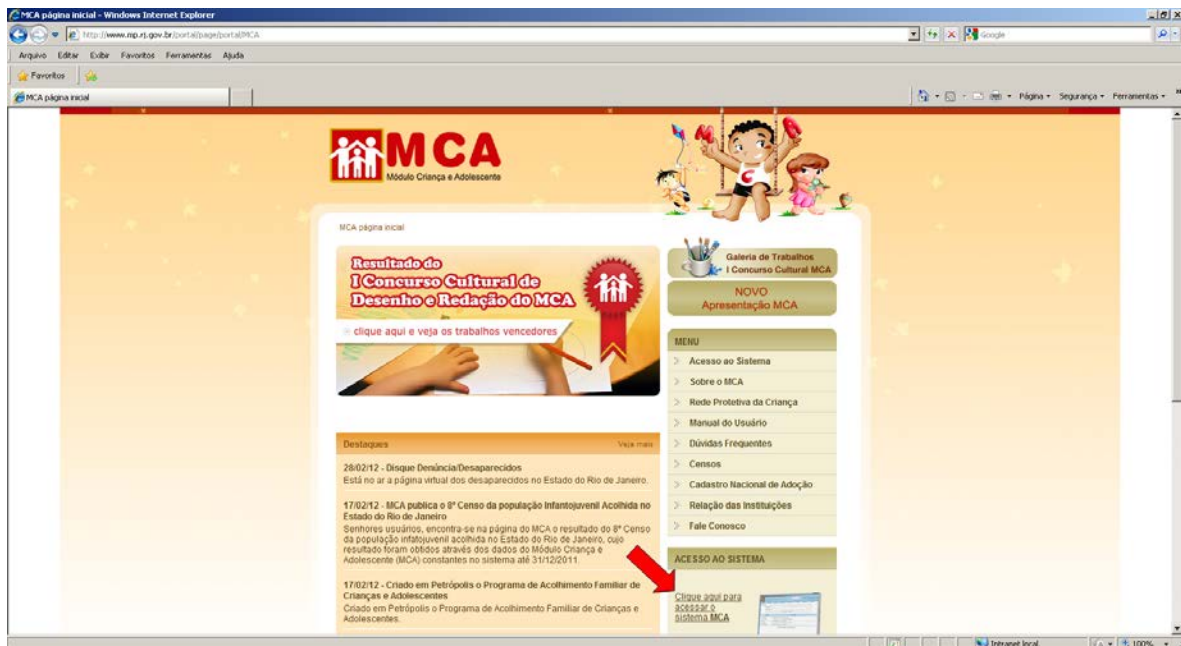 MCA página inicial - Windows Internet Explorer
http://www.mp.rj.gov.br/portal/page/portal/MCA
Google
Arquivo Editar Exibir Favoritos Ferramentas Ajuda
Favoritos
MCA página inicial
Página Segurança Ferramentas
MCA
Módulo Criança e Adolescente
M C A
MCA página inicial
Resultado do
I Concurso Cultural de
Desenho e Redação do MCA
clique aqui e veja os trabalhos vencedores
Galeria de Trabalhos
I Concurso Cultural MCA
NOVO
Apresentação MCA
MENU
Acesso ao Sistema
Sobre o MCA
Rede Protetiva da Criança
Manual do Usuário
Dúvidas Frequentes
Censos
Cadastro Nacional de Adoção
Relação das Instituições
Fale Conosco
Destaques Veja mais
28/02/12 - Disque Denúncia/Desaparecidos
Está no ar a página virtual dos desaparecidos no Estado do Rio de Janeiro.
17/02/12 - MCA publica o 8º Censo da população Infantojuvenil Acolhida no
Estado do Rio de Janeiro
Senhores usuários, encontra-se na página do MCA o resultado do 8º Censo
da população infatojuvenil acolhida no Estado do Rio de Janeiro, cujo
resultado foram obtidos através dos dados do Módulo Criança e
Adolescente (MCA) constantes no sistema até 31/12/2011.
17/02/12 - Criado em Petrópolis o Programa de Acolhimento Familiar de
Crianças e Adolescentes
Criado em Petrópolis o Programa de Acolhimento Familiar de Crianças e
Adolescentes.
ACESSO AO SISTEMA
Clique aqui para
acessar o
sistema MCA
Intranet local
100%